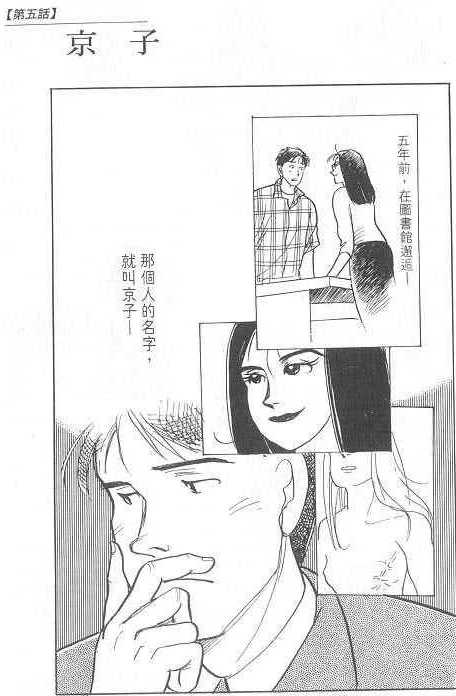 【第五話】
京子
五年前，在圖書館邂逅—
那個人的名字，
就叫京子—